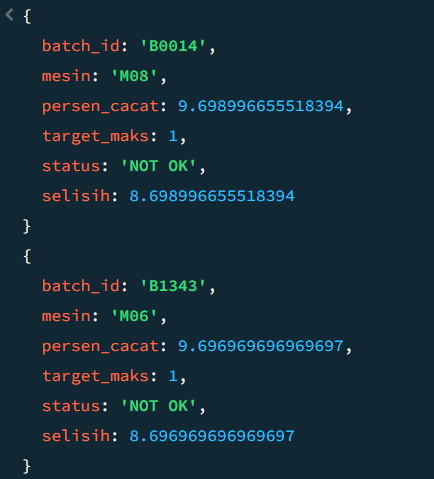 {
batch_id: 'B0014',
mesin: 'M08',
persen_cacat: 9.698996655518394,
target_maks: 1,
status: 'NOT OK',
selisih: 8.698996655518394
}
{
batch_id: 'B1343',
mesin: 'M06',
persen_cacat: 9.696969696969697,
target_maks: 1,
status: 'NOT OK',
selisih: 8.696969696969697
}